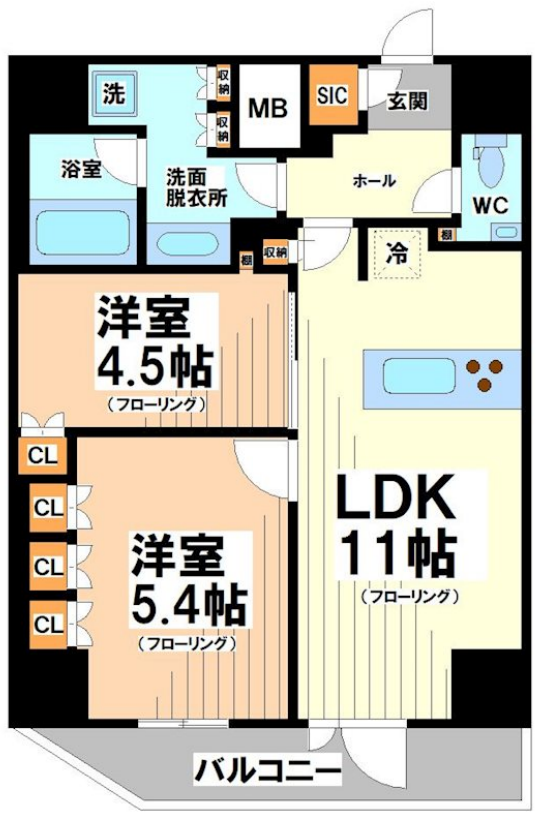 洗
収納
収納
MB
SIC
玄関
浴室
洗面
脱衣所
ホール
WC
棚
冷
収納
棚
洋室
4.5帖
(フローリング)
CL
CL
CL
CL
洋室
5.4帖
(フローリング)
LDK
11帖
(フローリング)
バルコニー